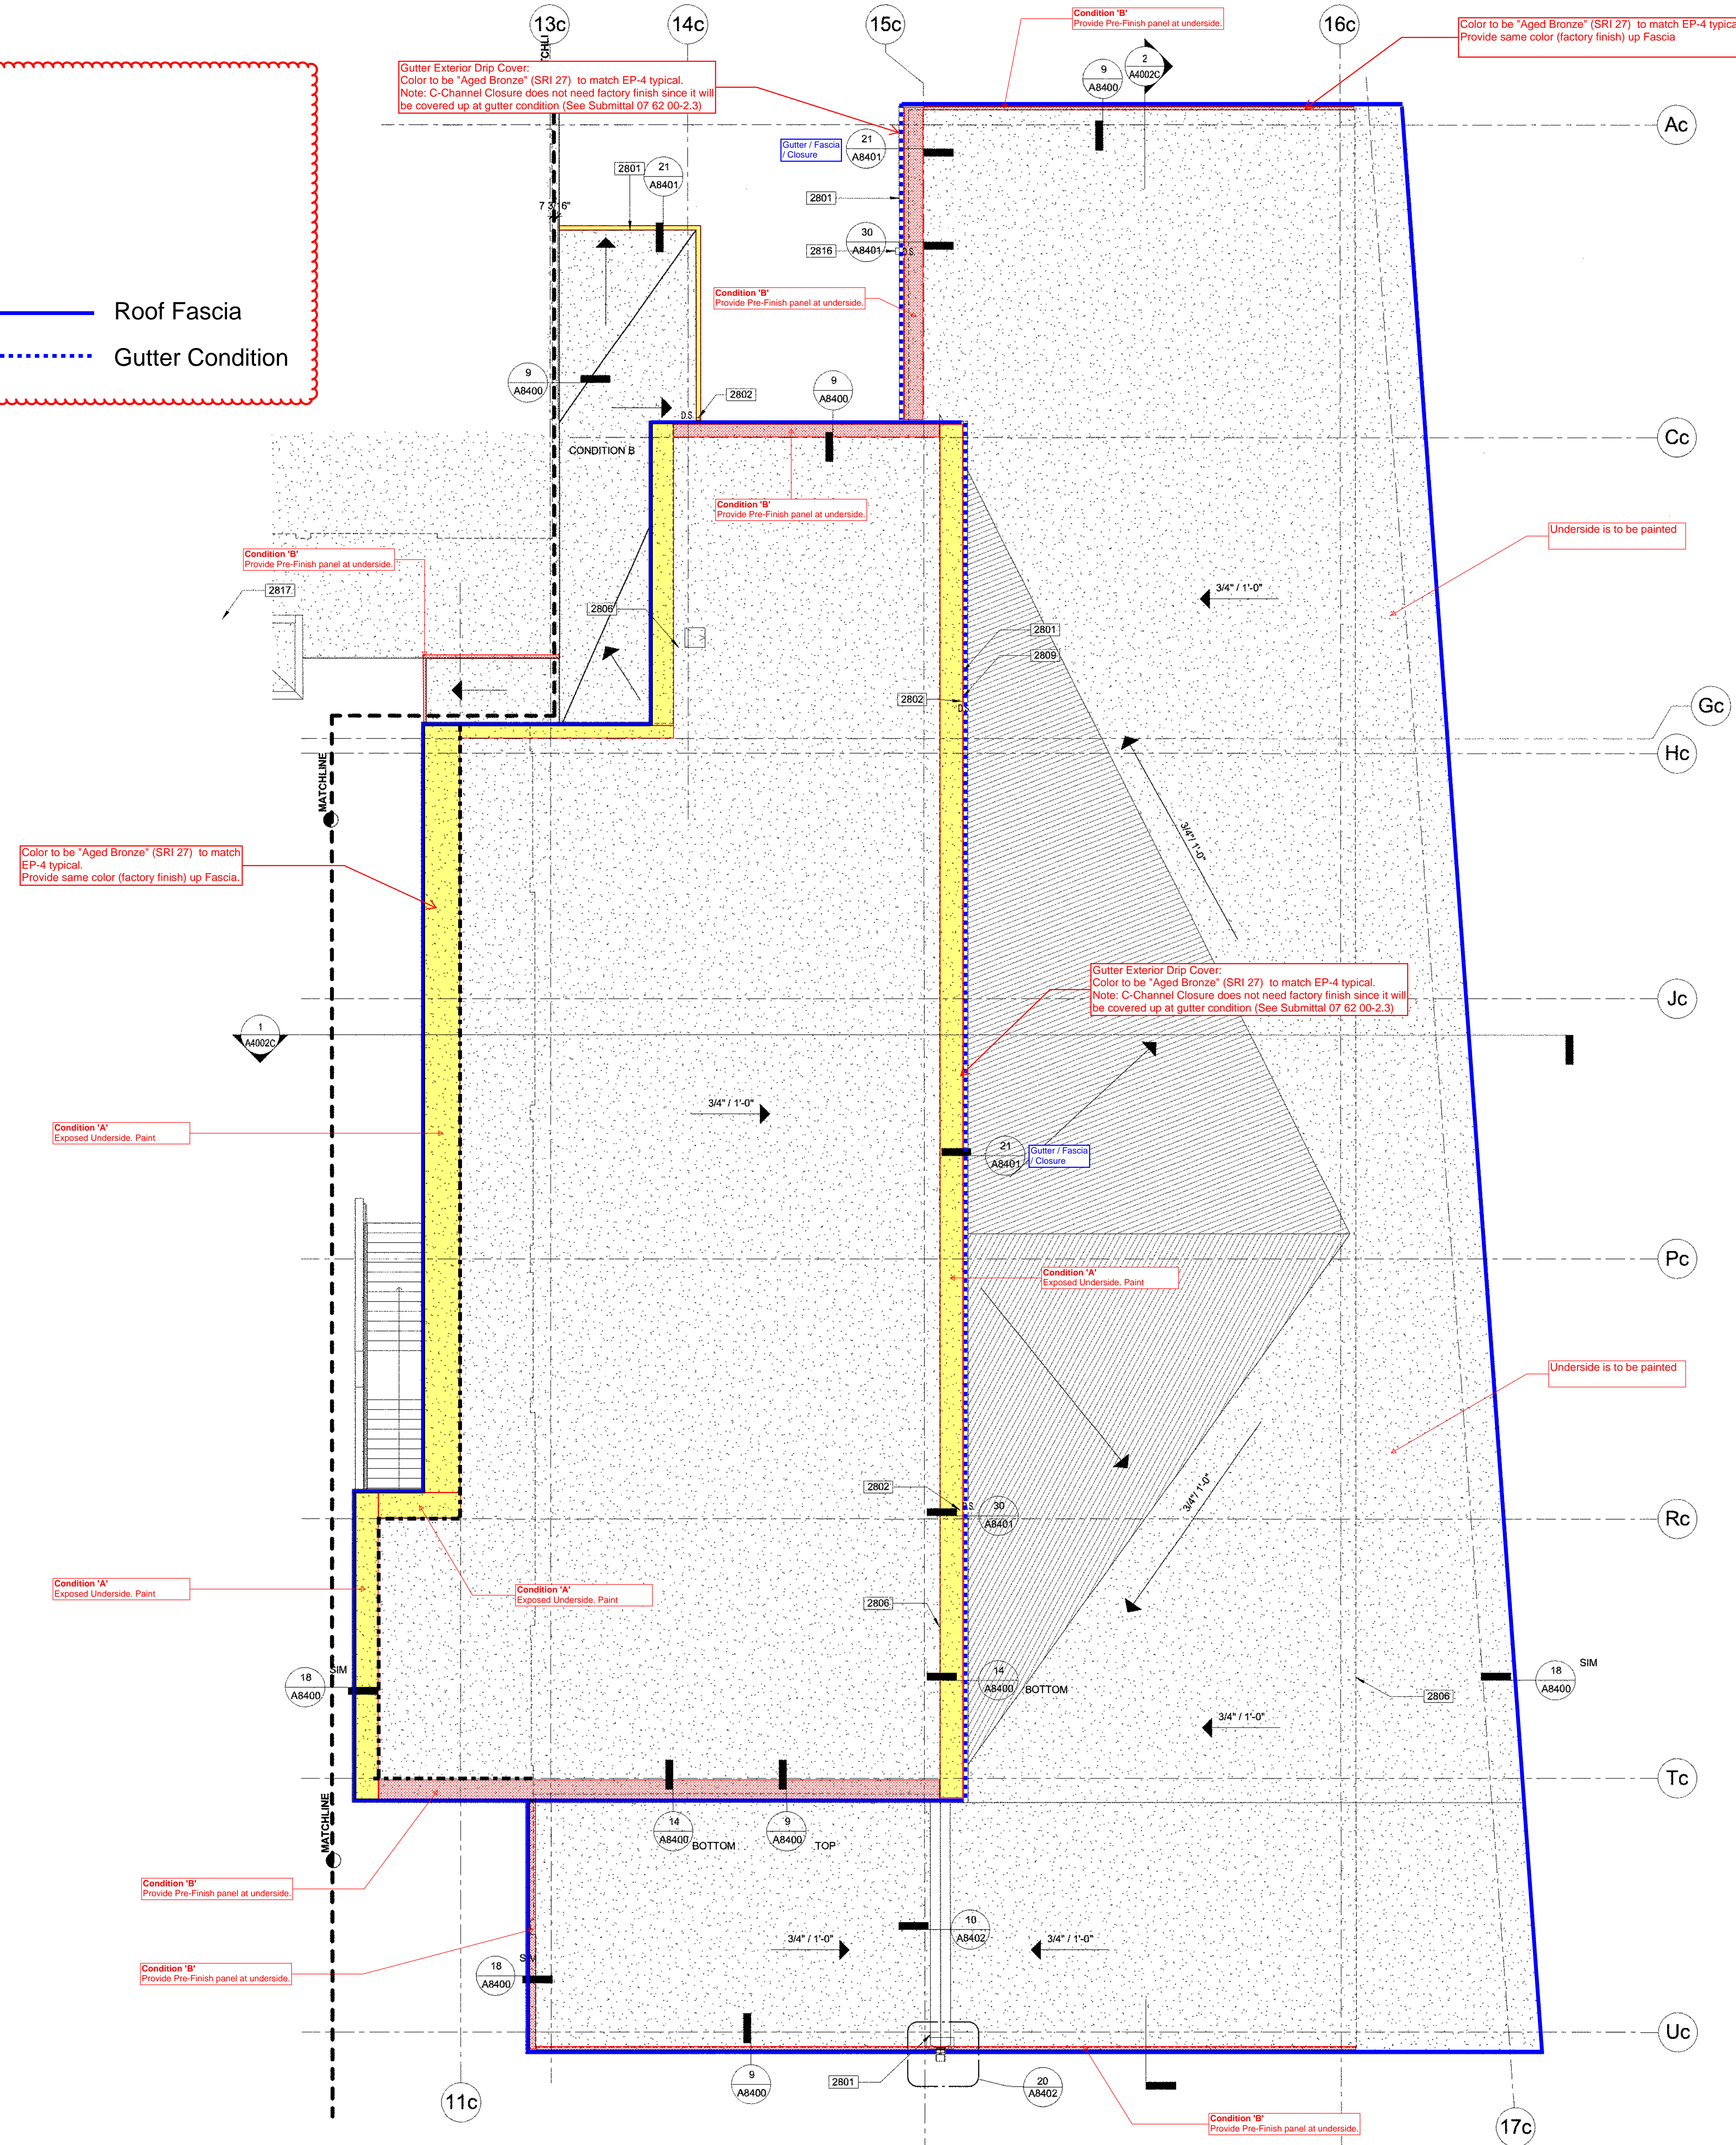 13c
14c
15c
16c
Condition 'B'
Provide Pre-Finish panel at underside.
Color to be "Aged Bronze" (SRI 27) to match EP-4 typica
Provide same color (factory finish) up Fascia
TCHLI
Gutter Exterior Drip Cover:
Color to be "Aged Bronze" (SRI 27) to match EP-4 typical.
Note: C-Channel Closure does not need factory finish since it will
be covered up at gutter condition (See Submittal 07 62 00-2.3)
9
A8400
2
A4002C
Ac
Gutter / Fascia
/ Closure
21
A8401
2801
21
A8401
2801
7 3/16"
30
A8401
2816
D.S.
Condition 'B'
Provide Pre-Finish panel at underside.
Roof Fascia
Gutter Condition
9
A8400
2802
D.S.
9
A8400
Cc
CONDITION B
Condition 'B'
Provide Pre-Finish panel at underside.
Underside is to be painted
Condition 'B'
Provide Pre-Finish panel at underside.
2817
2806
3/4" / 1'-0"
2801
2809
2802
D.S.
Gc
Hc
MATCHLINE
3/4"/ 1'-0"
Color to be "Aged Bronze" (SRI 27) to match
EP-4 typical.
Provide same color (factory finish) up Fascia.
Gutter Exterior Drip Cover:
Color to be "Aged Bronze" (SRI 27) to match EP-4 typical.
Note: C-Channel Closure does not need factory finish since it will
be covered up at gutter condition (See Submittal 07 62 00-2.3)
Jc
1
A4002C
3/4" / 1'-0"
Condition 'A'
Exposed Underside. Paint
21
A8401
Gutter / Fascia
/ Closure
Pc
Condition 'A'
Exposed Underside. Paint
Underside is to be painted
2802
3/4"/ 1'-0"
30
A8401
Rc
Condition 'A'
Exposed Underside. Paint
Condition 'A'
Exposed Underside. Paint
2806
18
A8400
SIM
14
A8400
BOTTOM
2806
18
A8400
SIM
3/4" / 1'-0"
Tc
MATCHLINE
14
A8400
BOTTOM
9
A8400
TOP
Condition 'B'
Provide Pre-Finish panel at underside.
10
A8402
3/4" / 1'-0"
3/4" / 1'-0"
Condition 'B'
Provide Pre-Finish panel at underside.
18
A8400
SIM
Uc
9
A8400
2801
20
A8402
11c
Condition 'B'
Provide Pre-Finish panel at underside.
17c